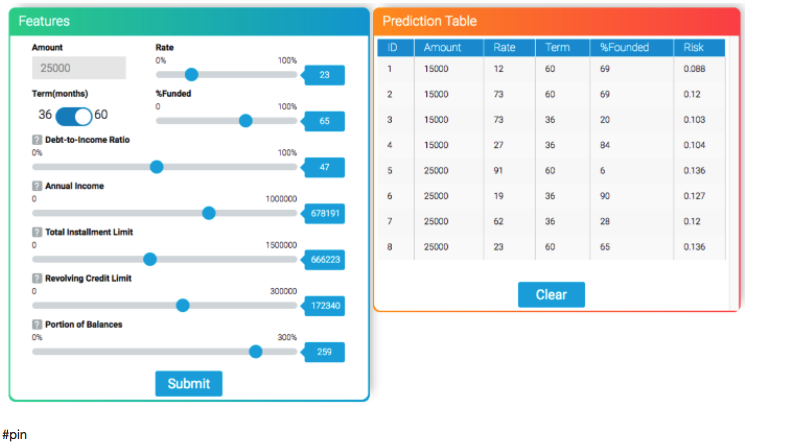 Features
Amount
25000
Rate
0% 100%
23
Term(months)
36 60
%Funded
0 100%
65
? Debt-to-Income Ratio
0% 100%
47
? Annual Income
0 1000000
678191
? Total Installment Limit
0 1500000
666223
? Revolving Credit Limit
0 300000
172340
? Portion of Balances
0% 300%
259
Submit
Prediction Table
ID Amount Rate Term %Founded Risk
1 15000 12 60 69 0.088
2 15000 73 60 69 0.12
3 15000 73 36 20 0.103
4 15000 27 36 84 0.104
5 25000 91 60 6 0.136
6 25000 19 36 90 0.127
7 25000 62 36 28 0.12
8 25000 23 60 65 0.136
Clear
#pin